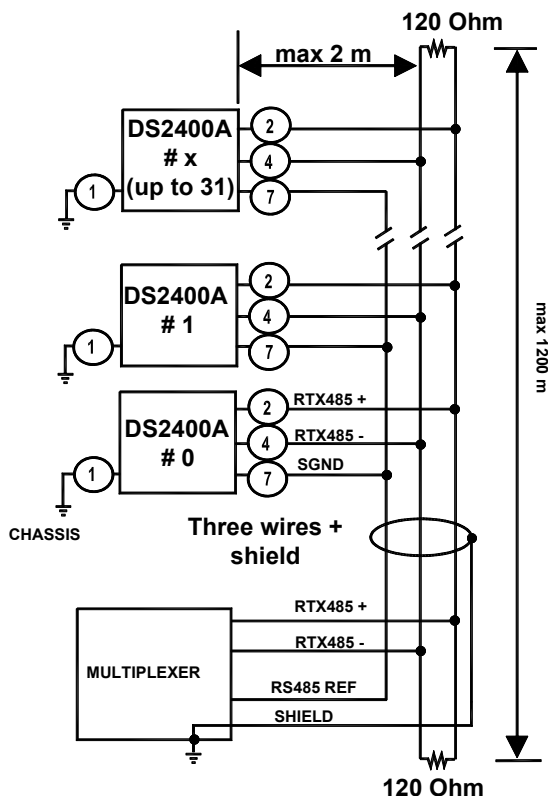 120 Ohm
max 2 m
DS2400A
# x
(up to 31)
2
4
7
1
DS2400A
# 1
2
4
7
1
max 1200 m
DS2400A
# 0
2
RTX485 +
4
RTX485 -
7
SGND
1
CHASSIS
Three wires +
shield
MULTIPLEXER
RTX485 +
RTX485 -
RS485 REF
SHIELD
120 Ohm